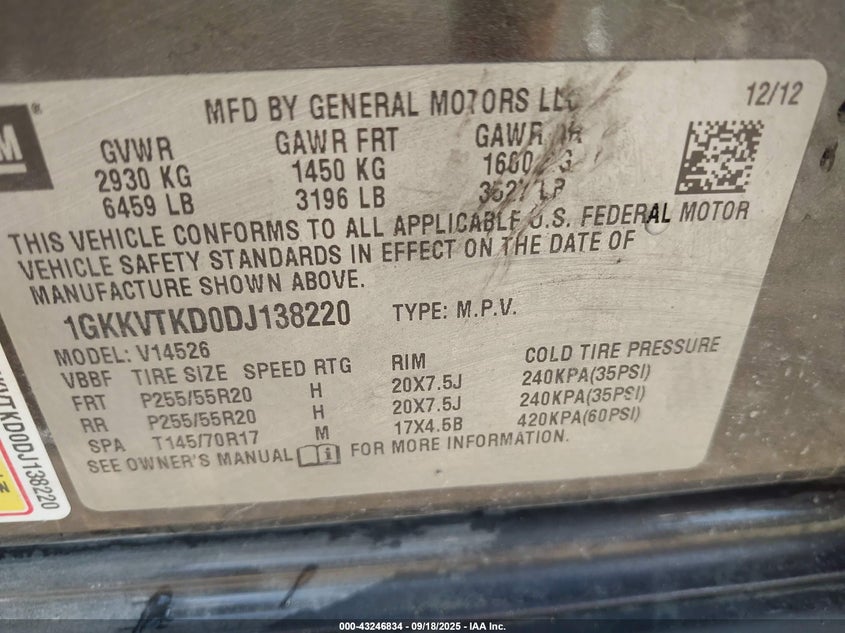 M ®
MFD BY GENERAL MOTORS LLC
12/12
GVWR GAWR FRT GAWR
2930 KG 1450 KG
6459 LB 3196 LB
THIS VEHICLE CONFORMS TO ALL APPLICABLE U.S. FEDERAL MOTOR
VEHICLE SAFETY STANDARDS IN EFFECT ON THE DATE OF
MANUFACTURE SHOWN ABOVE.
1GKKVTKD0DJ138220 TYPE: M.P.V.
MODEL: V14526
VBBF TIRE SIZE SPEED RTG RIM COLD TIRE PRESSURE
FRT P255/55R20 H 20X7.5J 240KPA(35PSI)
RR P255/55R20 H 20X7.5J 240KPA(35PSI)
SPA T145/70R17 M 17X4.5B 420KPA(60PSI)
SEE OWNER'S MANUAL i FOR MORE INFORMATION.
KVTKD0DJ138220
000-43246834 - 09/18/2025 - IAA Inc.